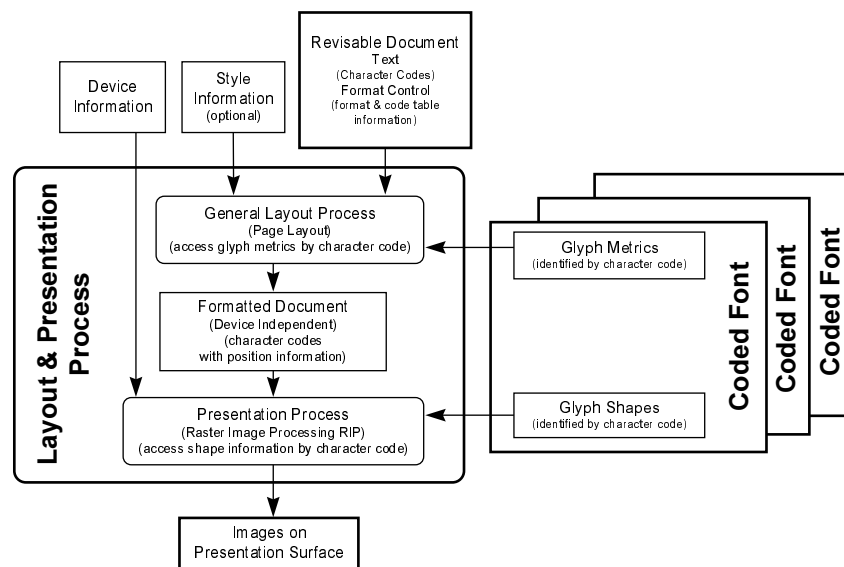 Revisable Document
Text
(Character Codes)
Format Control
(format & code table
information)
Device
Information
Style
Information
(optional)
Layout & Presentation
Process
General Layout Process
(Page Layout)
(access glyph metrics by character code)
Formatted Document
(Device Independent)
(character codes
with position information)
Presentation Process
(Raster Image Processing RIP)
(access shape information by character code)
Images on
Presentation Surface
Glyph Metrics
(identified by character code)
Glyph Shapes
(identified by character code)
Coded Font
Coded Font
Coded Font